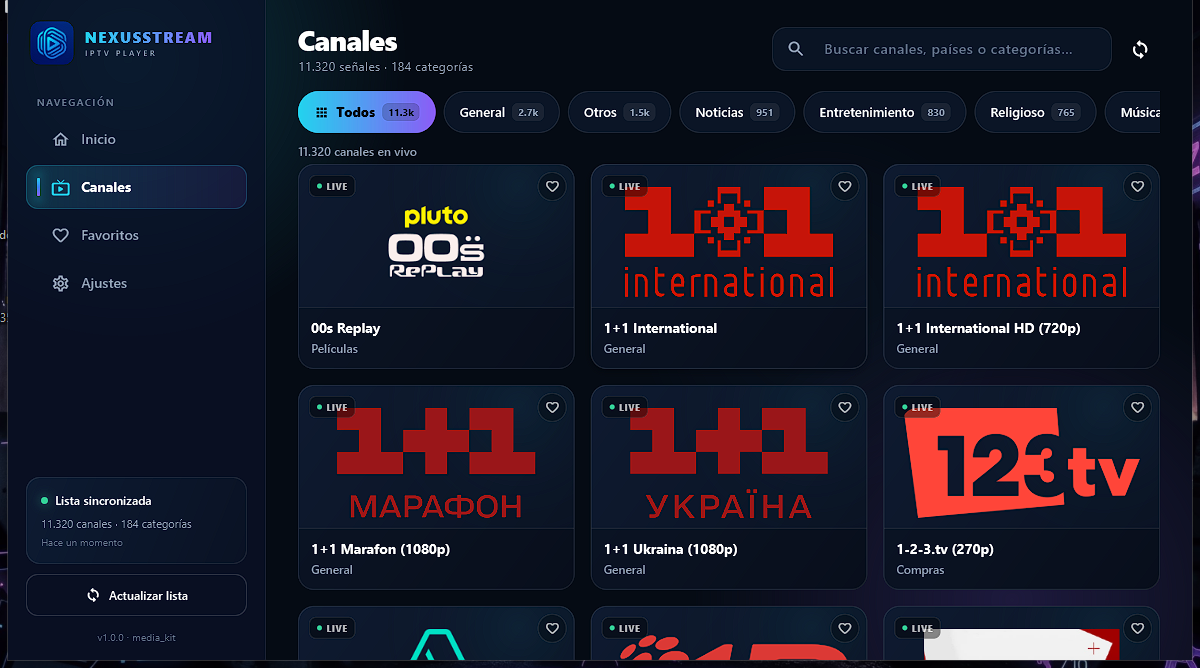 NEXUSSTREAM
IPTV PLAYER
NAVEGACIÓN
Inicio
Canales
Favoritos
Ajustes
Lista sincronizada
11.320 canales · 184 categorías
Hace un momento
Actualizar lista
v1.0.0 · media_kit
Canales
11.320 señales · 184 categorías
Buscar canales, países o categorías...
Todos 11.3k
General 2.7k
Otros 1.5k
Noticias 951
Entretenimiento 830
Religioso 765
Música
11.320 canales en vivo
LIVE
pluto
00s
RePLAY
00s Replay
Películas
LIVE
1+1
international
1+1 International
General
LIVE
1+1
international
1+1 International HD (720p)
General
LIVE
1+1
МАРАФОН
1+1 Marafon (1080p)
General
LIVE
1+1
УКРАЇНА
1+1 Ukraina (1080p)
General
LIVE
123tv
1-2-3.tv (270p)
Compras
LIVE
LIVE
LIVE